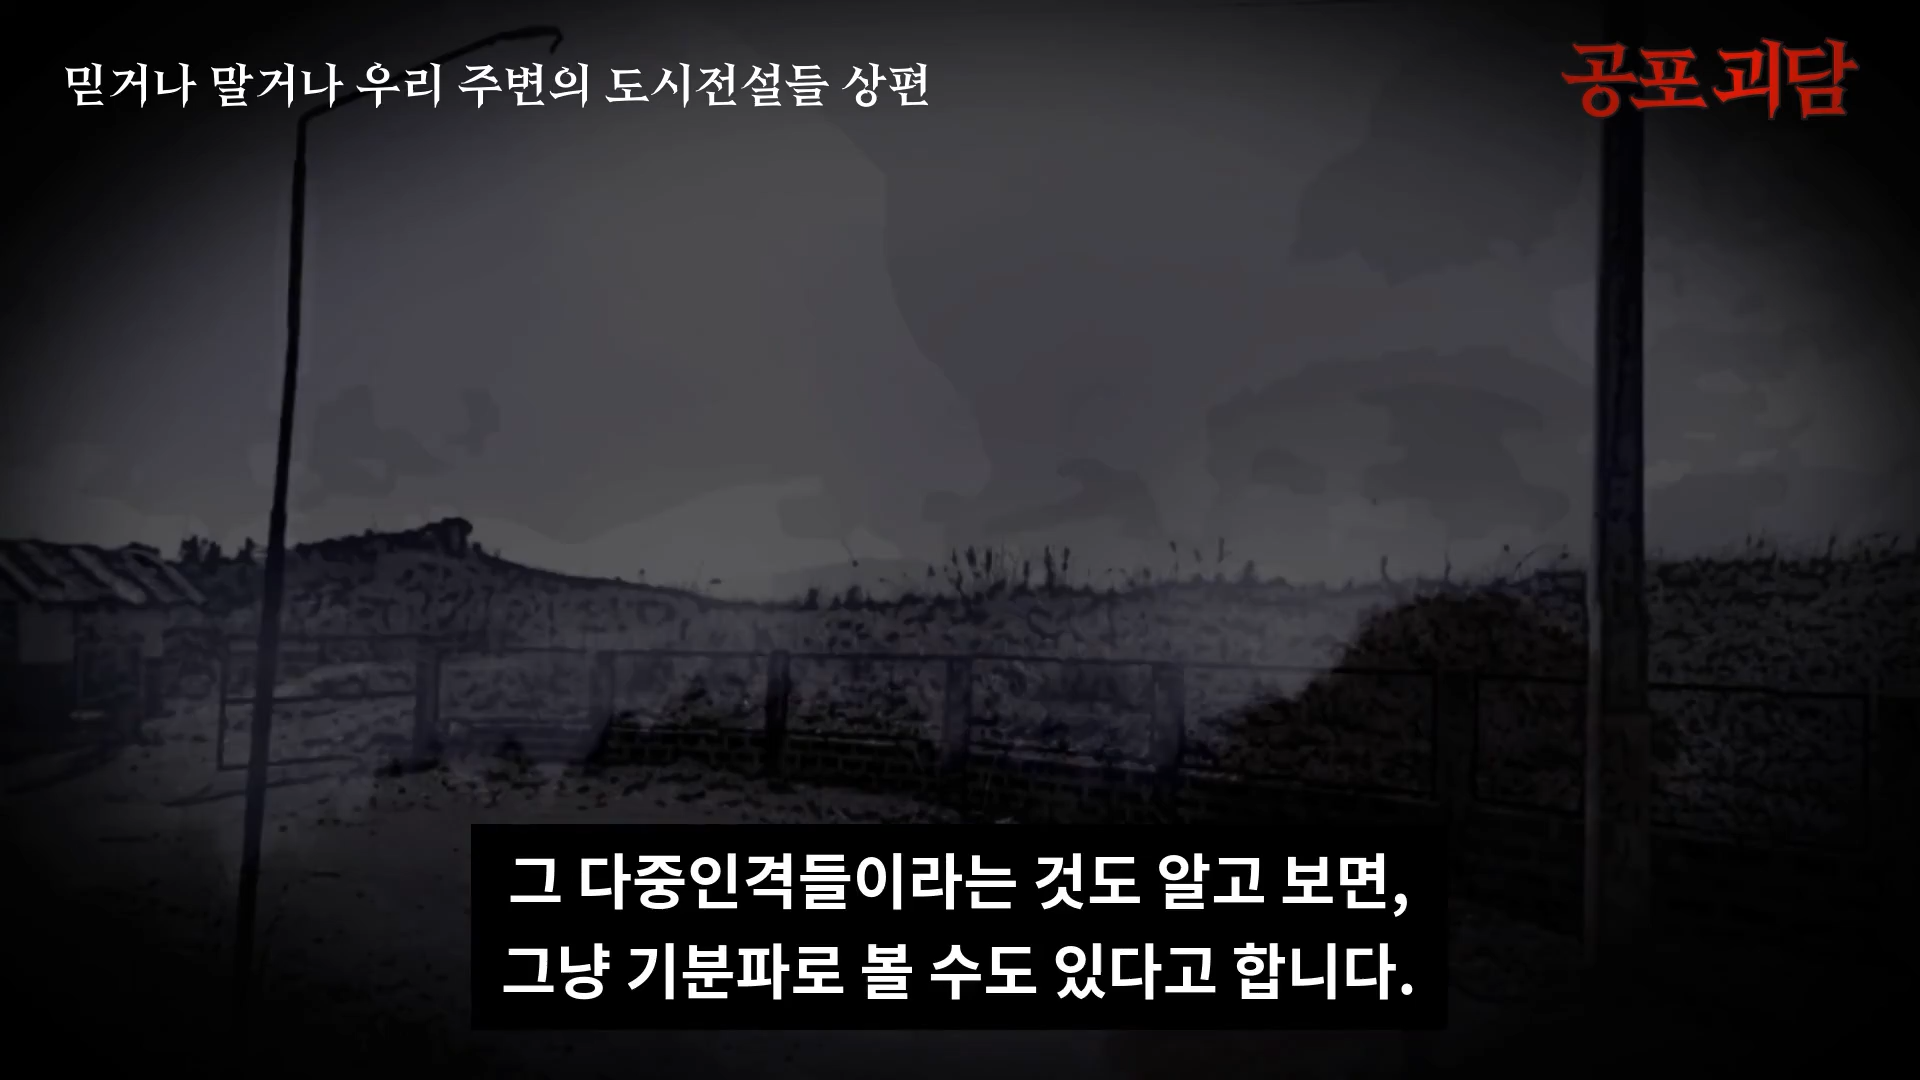 믿거나 말거나 우리 주변의 도시전설들 상편
공포 괴담
그 다중인격들이라는 것도 알고 보면,
그냥 기분파로 볼 수도 있다고 합니다.